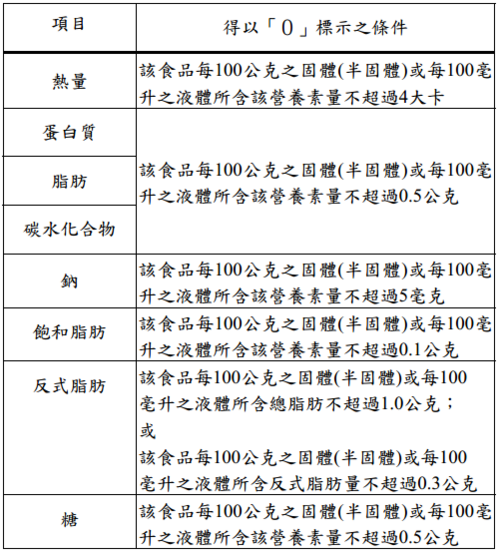 項目
得以「0」標示之條件
熱量
該食品每100公克之固體(半固體)或每100毫
升之液體所含該營養素量不超過4大卡
蛋白質
脂肪
碳水化合物
該食品每100公克之固體(半固體)或每100毫
升之液體所含該營養素量不超過0.5公克
鈉
該食品每100公克之固體(半固體)或每100毫
升之液體所含該營養素量不超過5毫克
飽和脂肪
該食品每100公克之固體(半固體)或每100毫
升之液體所含該營養素量不超過0.1公克
反式脂肪
該食品每100公克之固體(半固體)或每100
毫升之液體所含總脂肪不超過1.0公克；
或
該食品每100公克之固體(半固體)或每100
毫升之液體所含反式脂肪量不超過0.3公克
糖
該食品每100公克之固體(半固體)或每100毫
升之液體所含該營養素量不超過0.5公克